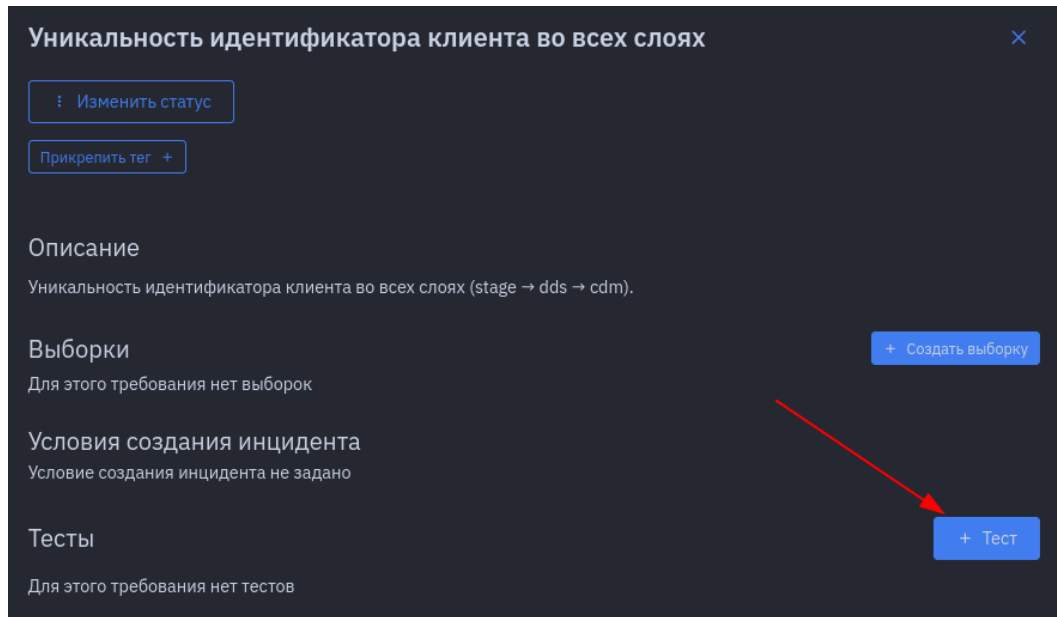 Уникальность идентификатора клиента во всех слоях
Изменить статус
Прикрепить тег +
Описание
Уникальность идентификатора клиента во всех слоях (stage → dds → cdm).
Выборки
+ Создать выборку
Для этого требования нет выборок
Условия создания инцидента
Условие создания инцидента не задано
Тесты
+ Тест
Для этого требования нет тестов